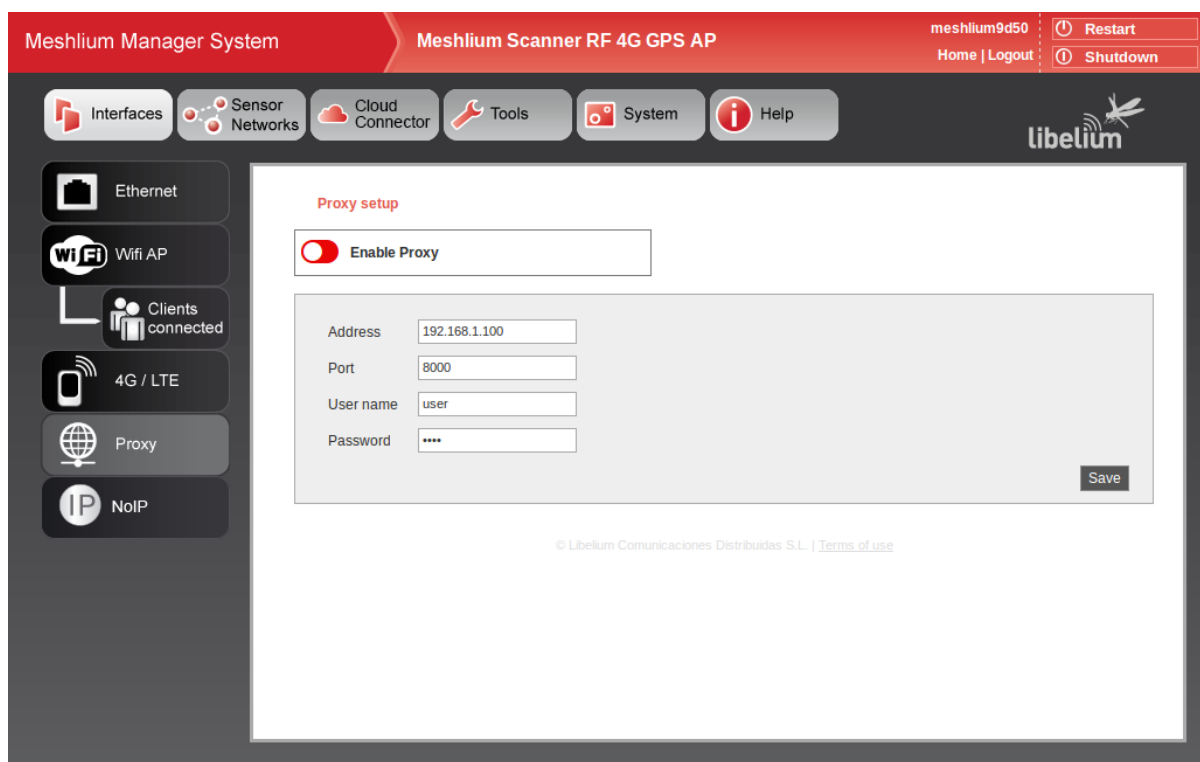 Meshlium Manager System
Meshlium Scanner RF 4G GPS AP
meshlium9d50
Home | Logout
Restart
Shutdown
Interfaces
Sensor
Networks
Cloud
Connector
Tools
System
Help
libelium
Ethernet
WiFi
Wifi AP
Clients
connected
4G / LTE
Proxy
IP
NoIP
Proxy setup
Enable Proxy
Address
192.168.1.100
Port
8000
User name
user
Password
••••
Save
© Libelium Comunicaciones Distribuidas S.L. | Terms of use